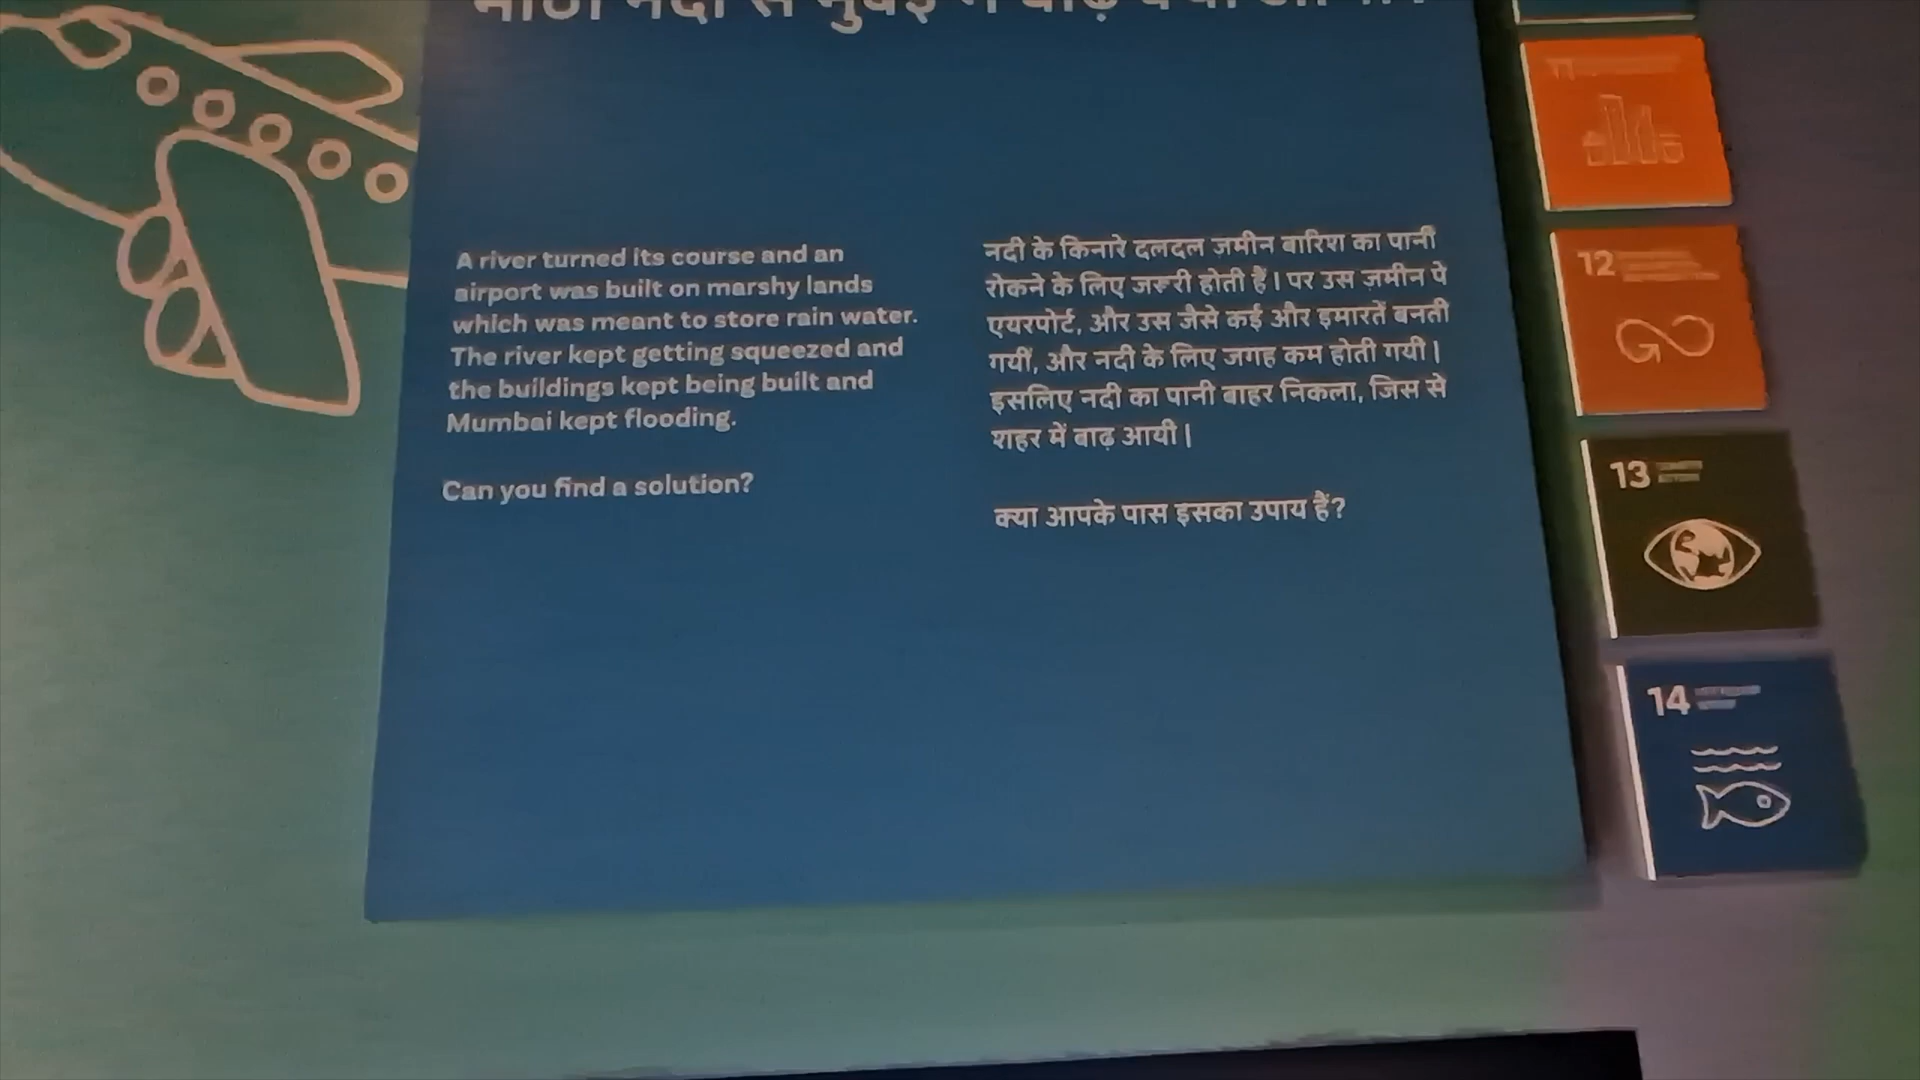 A river turned its course and an
airport was built on marshy lands
which was meant to store rain water.
The river kept getting squeezed and
the buildings kept being built and
Mumbai kept flooding.
Can you find a solution?
नदी के किनारे दलदल ज़मीन बारिश का पानी
रोकने के लिए जरूरी होती हैं। पर उस ज़मीन पे
एयरपोर्ट, और उस जैसे कई और इमारतें बनती
गयीं, और नदी के लिए जगह कम होती गयी |
इसलिए नदी का पानी बाहर निकला, जिस से
शहर में बाढ़ आयी |
क्या आपके पास इसका उपाय हैं?
11
12
13
14